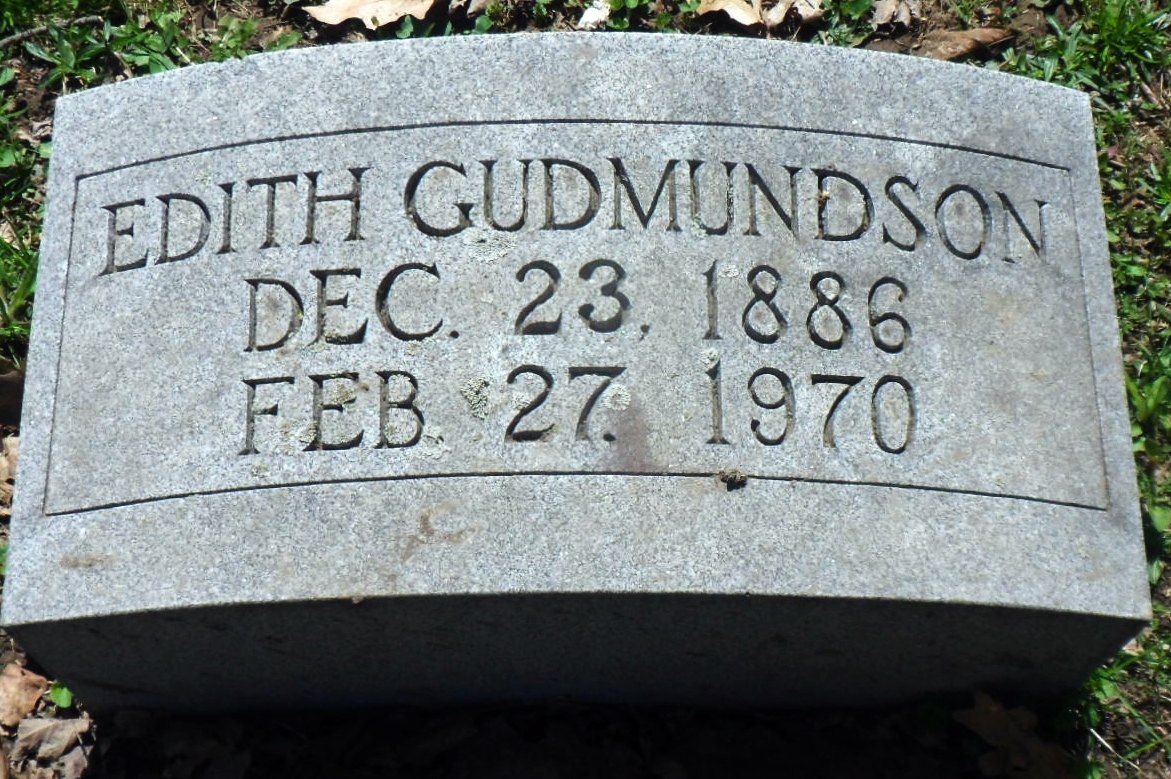 EDITH GUDMUNDSON
DEC. 23, 1886
FEB. 27. 1970